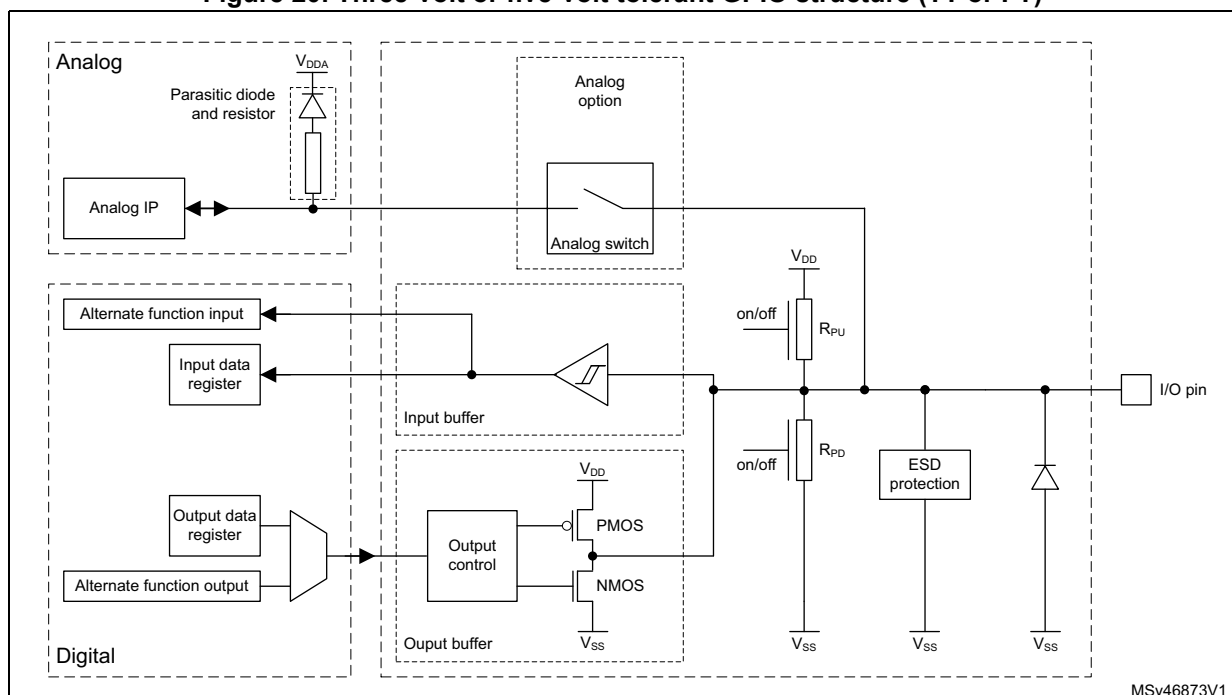 Analog
VDDA
Parasitic diode
and resistor
Analog IP
Analog
option
Analog switch
VDD
on/off
RPU
Alternate function input
Input data
register
Input buffer
I/O pin
on/off
RPD
ESD
protection
VDD
Output data
register
Output
control
PMOS
NMOS
Alternate function output
VSS
VSS
VSS
VSS
Ouput buffer
Digital
MSv46873V1